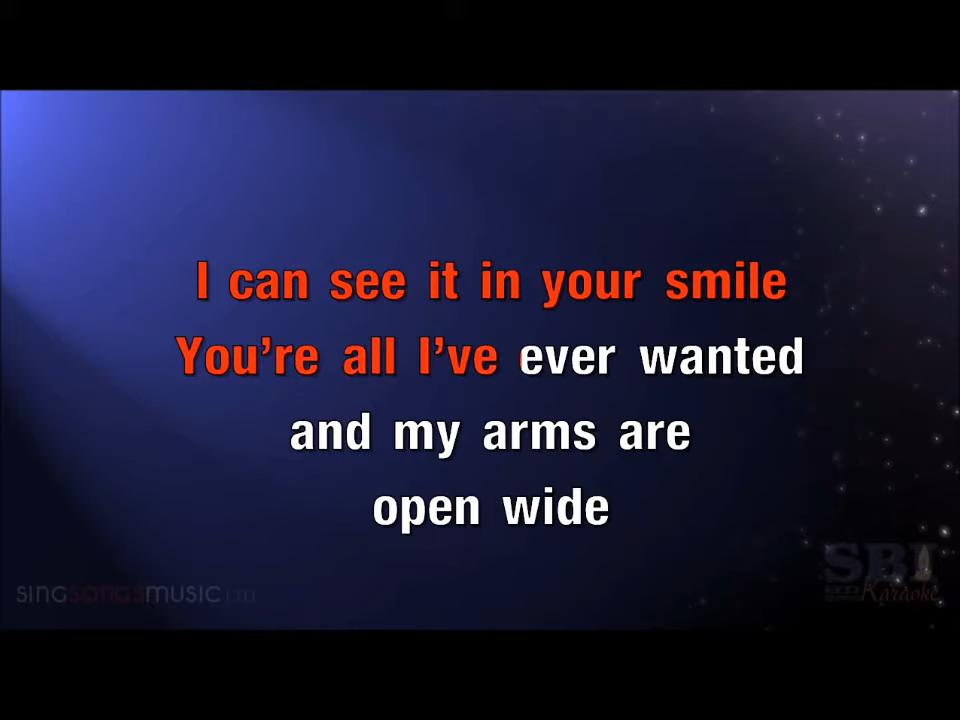 I can see it in your smile
You're all I've ever wanted
and my arms are
open wide
singsongsmusic LTD
SBI
Karaoke